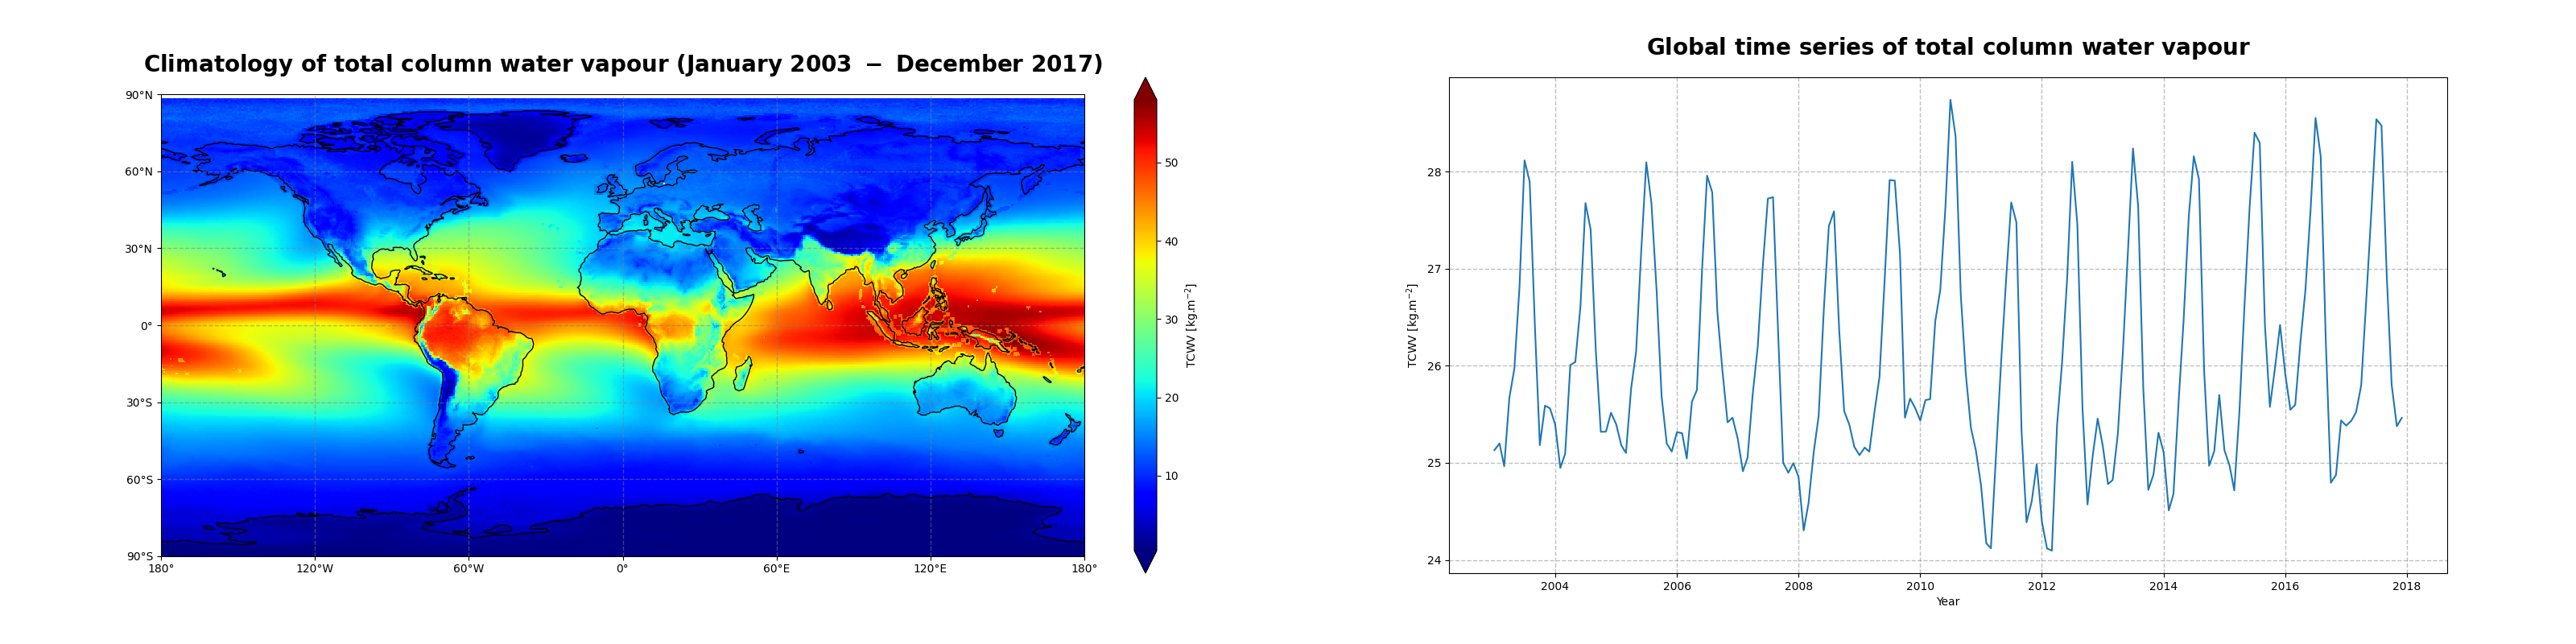 Climatology of total column water vapour (January 2003 − December 2017)
90°N
60°N
30°N
0°
30°S
60°S
90°S
180°
120°W
60°W
0°
60°E
120°E
180°
50
40
30
20
10
TCWV [kg.m⁻²]
Global time series of total column water vapour
28
27
26
25
24
TCWV [kg.m⁻²]
2004
2006
2008
2010
2012
2014
2016
2018
Year